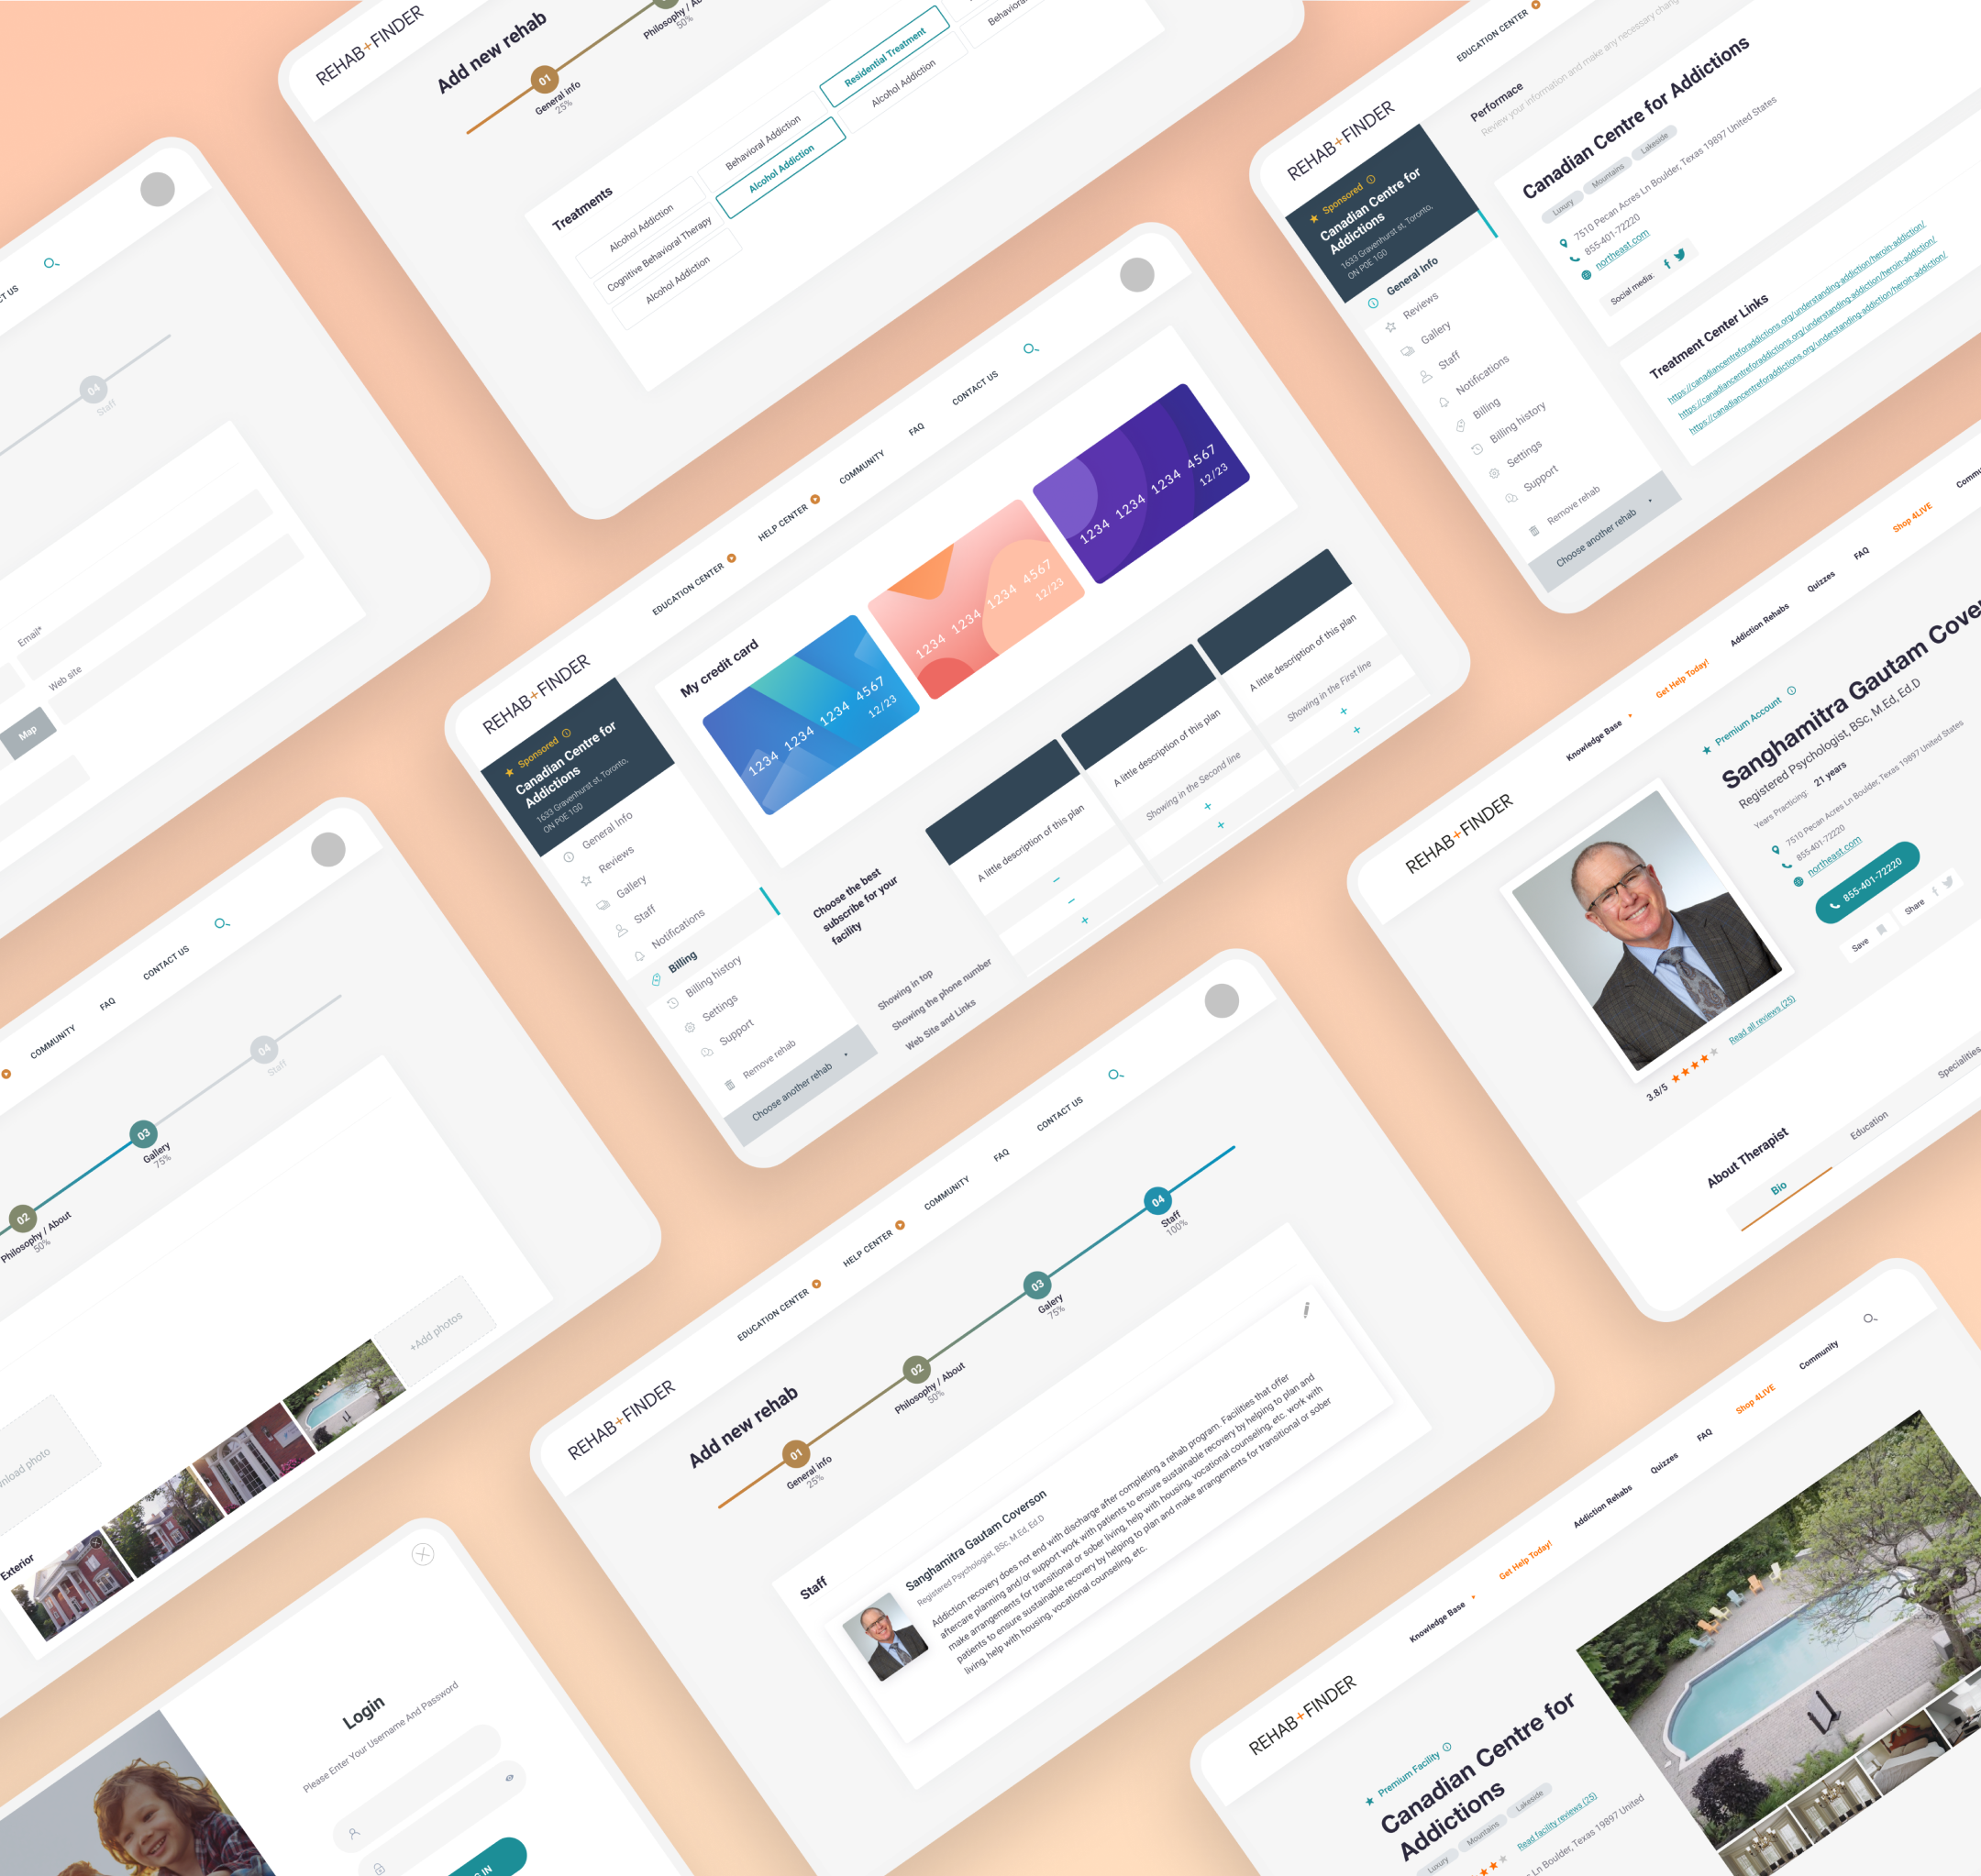 REHAB+FINDER
Add new rehab
01
General info
25%
Philosophy / Abo
50%
Treatments
Alcohol Addiction
Behavioral Addiction
Residential Treatment
Behavioral
Cognitive Behavioral Therapy
Alcohol Addiction
Alcohol Addiction
Alcohol Addiction
CT US
04
Staff
Email*
Web site
Map
REHAB+FINDER
EDUCATION CENTER
Sponsored
Canadian Centre for
Addictions
1633 Gravenhurst st, Toronto,
ON P0E 1G0
General Info
Reviews
Gallery
Staff
Notifications
Billing
Billing history
Settings
Support
Remove rehab
Choose another rehab
Performace
Review your information and make any necessary chang
Canadian Centre for Addictions
Luxury
Mountains
Lakeside
7510 Pecan Acres Ln Boulder, Texas 19897 United States
855-401-72220
northeast.com
Social media:
Treatment Center Links
https://canadiancentreforaddictions.org/understanding-addiction/heroin-addiction/
https://canadiancentreforaddictions.org/understanding-addiction/heroin-addiction/
https://canadiancentreforaddictions.org/understanding-addiction/heroin-addiction/
REHAB+FINDER
EDUCATION CENTER
HELP CENTER
COMMUNITY
FAQ
CONTACT US
Sponsored
Canadian Centre for
Addictions
1633 Gravenhurst st, Toronto,
ON P0E 1G0
General Info
Reviews
Gallery
Staff
Notifications
Billing
Billing history
Settings
Support
Remove rehab
Choose another rehab
My credit card
1234 1234 1234 4567
12/23
1234 1234 1234 4567
12/23
1234 1234 1234 4567
12/23
Choose the best
subscribe for your
facility
A little description of this plan
A little description of this plan
A little description of this plan
Showing in top
Showing in the Second line
Showing in the First line
Showing the phone number
Web Site and Links
REHAB+FINDER
Knowledge Base
Get Help Today!
Addiction Rehabs
Quizzes
FAQ
Shop 4LIVE
Commu
Premium Account
Sanghamitra Gautam Cover
Registered Psychologist, BSc, M.Ed, Ed.D
Years Practicing: 21 years
7510 Pecan Acres Ln Boulder, Texas 19897 United States
855-401-72220
northeast.com
855-401-72220
Save
Share
3.8/5
Read all reviews (25)
About Therapist
Bio
Education
Specialities
COMMUNITY
FAQ
CONTACT US
02
Philosophy / About
50%
03
Gallery
75%
04
Staff
nload photo
Exterior
+Add photos
REHAB+FINDER
EDUCATION CENTER
HELP CENTER
COMMUNITY
FAQ
CONTACT US
Add new rehab
01
General info
25%
02
Philosophy / About
50%
03
Galery
75%
04
Staff
100%
Staff
Sanghamitra Gautam Coverson
Registered Psychologist, BSc, M.Ed, Ed.D
Addiction recovery does not end with discharge after completing a rehab program. Facilities that offer
aftercare planning and/or support work with patients to ensure sustainable recovery by helping to plan and
make arrangements for transitional or sober living, help with housing, vocational counseling, etc. work with
patients to ensure sustainable recovery by helping to plan and make arrangements for transitional or sober
living, help with housing, vocational counseling, etc.
Login
Please Enter Your Username And Password
G IN
REHAB+FINDER
Knowledge Base
Get Help Today!
Addiction Rehabs
Quizzes
FAQ
Shop 4LIVE
Community
Premium Facility
Canadian Centre for
Addictions
Luxury
Mountains
Lakeside
Read facility reviews (25)
Ln Boulder, Texas 19897 United